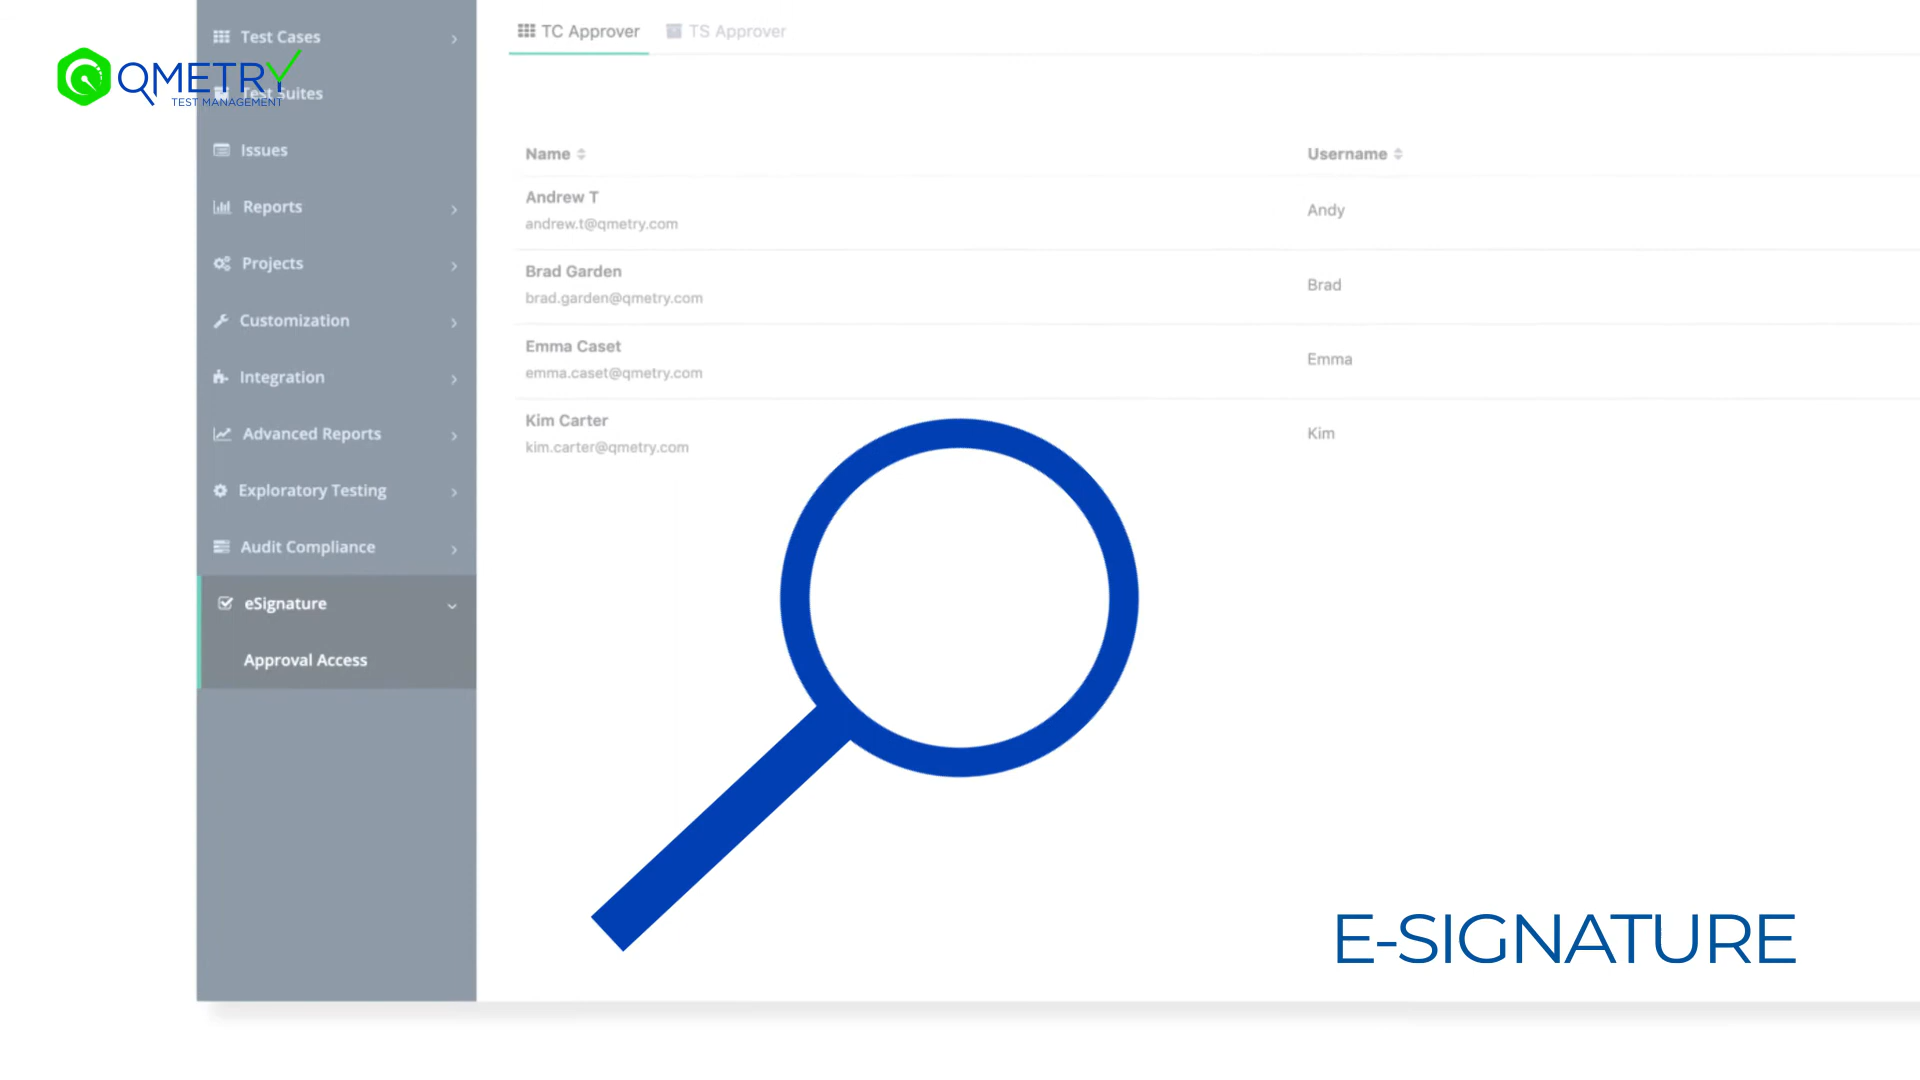 QMETRY
TEST MANAGEMENT
Test Cases
Test Suites
Issues
Reports
Projects
Customization
Integration
Advanced Reports
Exploratory Testing
Audit Compliance
eSignature
Approval Access
TC Approver
TS Approver
Name
Username
Andrew T
andrew.t@qmetry.com
Andy
Brad Garden
brad.garden@qmetry.com
Brad
Emma Caset
emma.caset@qmetry.com
Emma
Kim Carter
kim.carter@qmetry.com
Kim
E-SIGNATURE